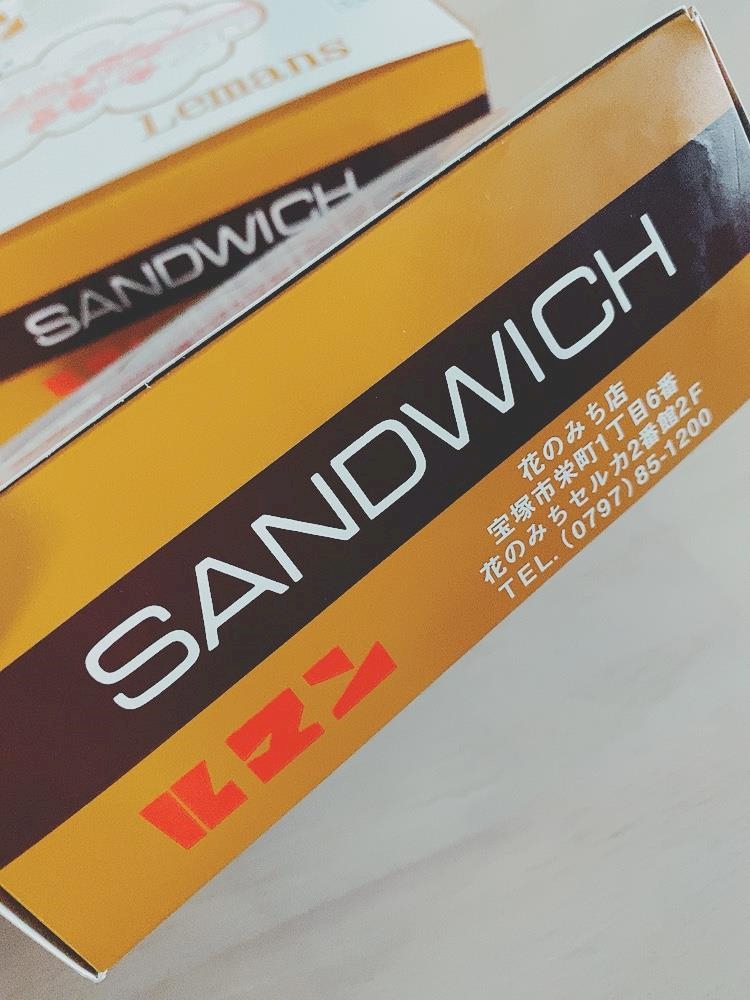 Lemans
SANDWICH
SANDWICH
花のみち店
宝塚市栄町1丁目6番
花のみちセルカ2番館2F
TEL.(0797)85-1200
ルマン